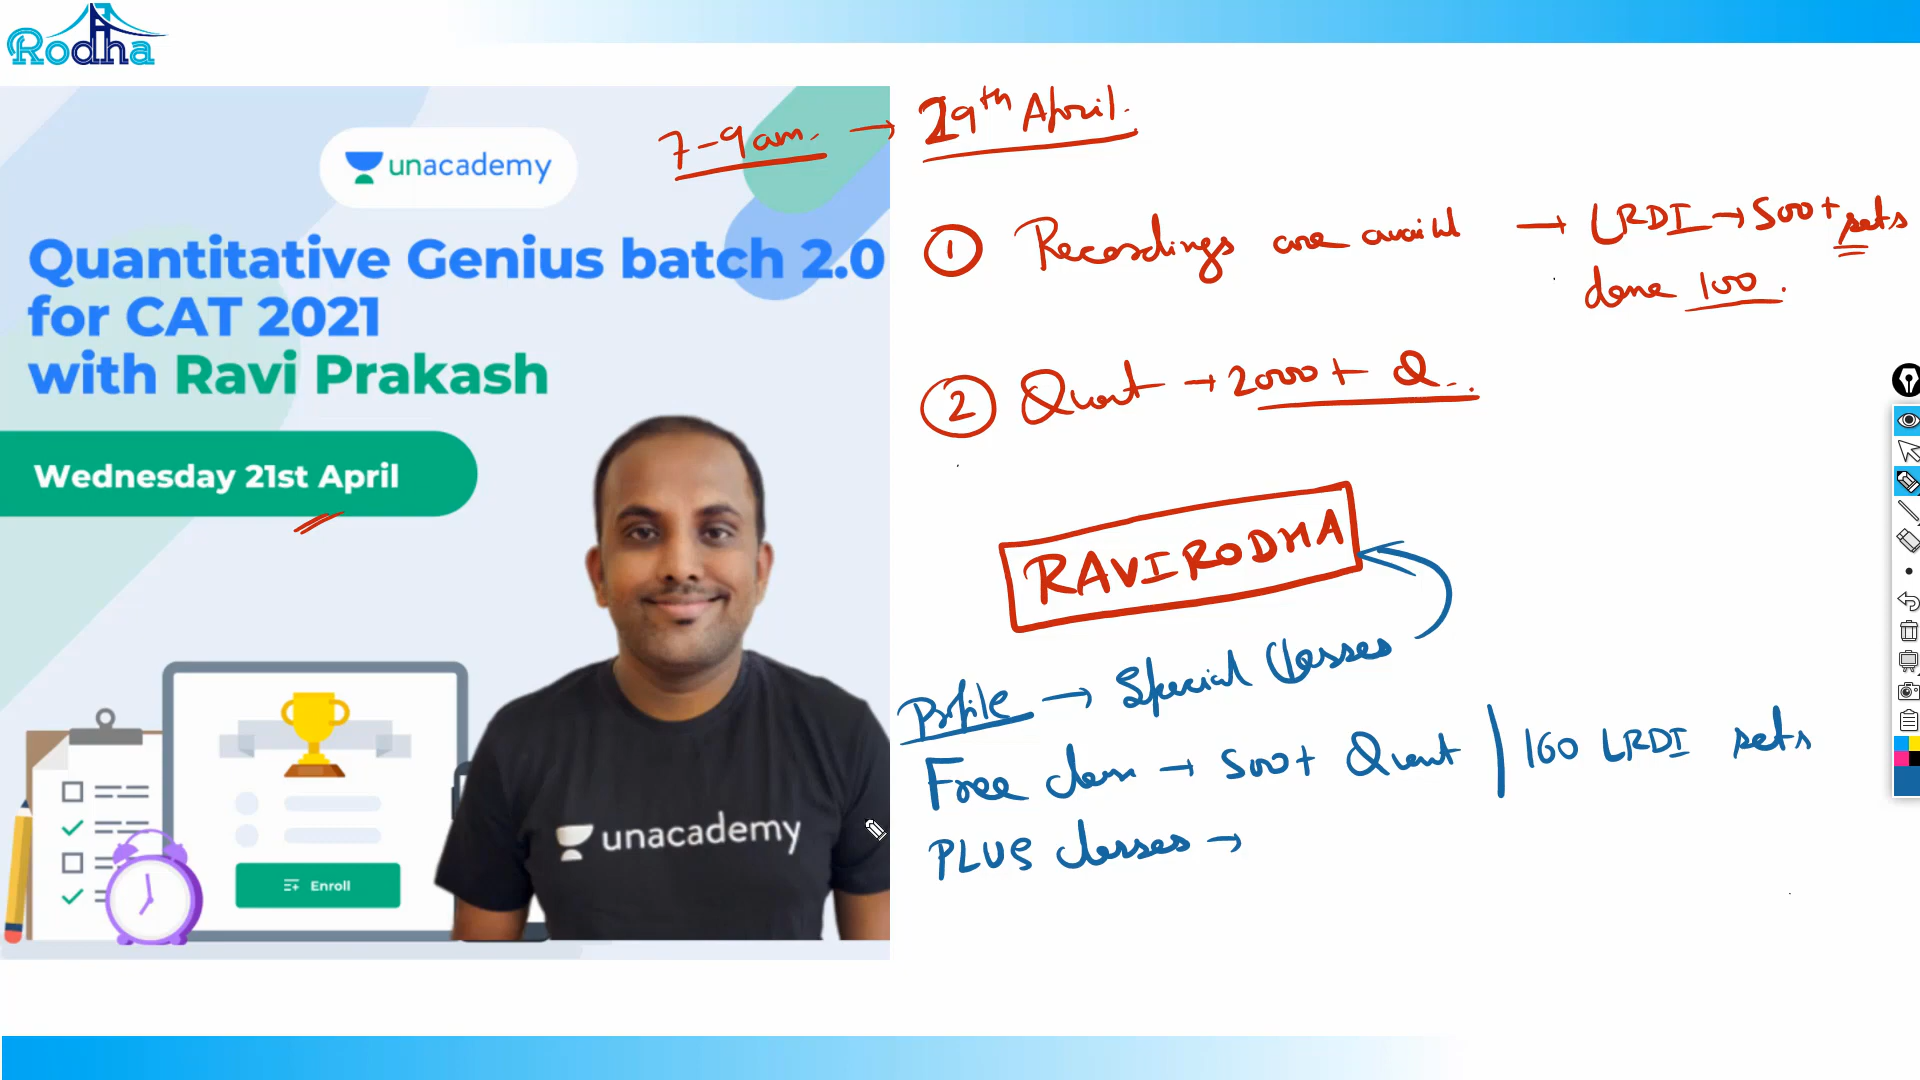 Rodha
unacademy
Quantitative Genius batch 2.0
for CAT 2021
with Ravi Prakash
Wednesday 21st April
Enroll
unacademy
7-9am. → 29th April.
① Recordings are availbl → LRDI → 500+ sets
done 100.
② Quant → 2000+ Q..
RAVIRODHA
Profile → Special Classes
Free class → 500+ Quant | 100 LRDI sets
PLUS classes →